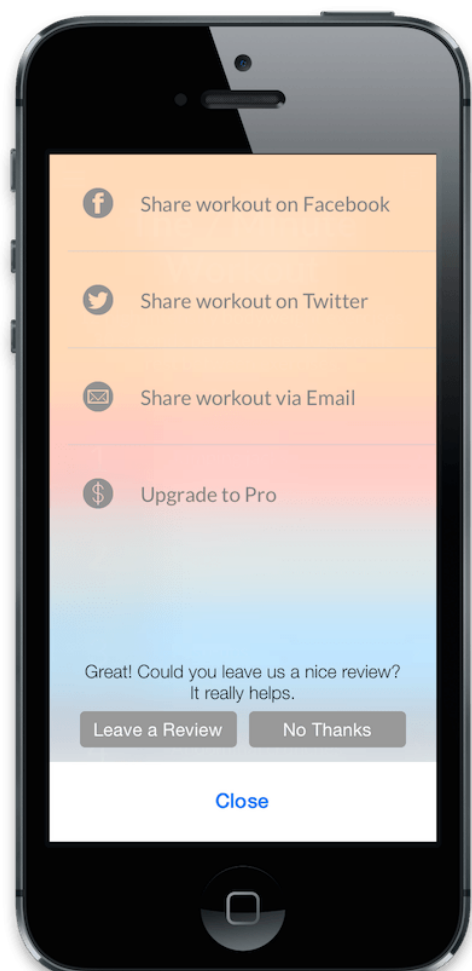 Share workout on Facebook
Share workout on Twitter
Share workout via Email
Upgrade to Pro
Great! Could you leave us a nice review?
It really helps.
Leave a Review
No Thanks
Close